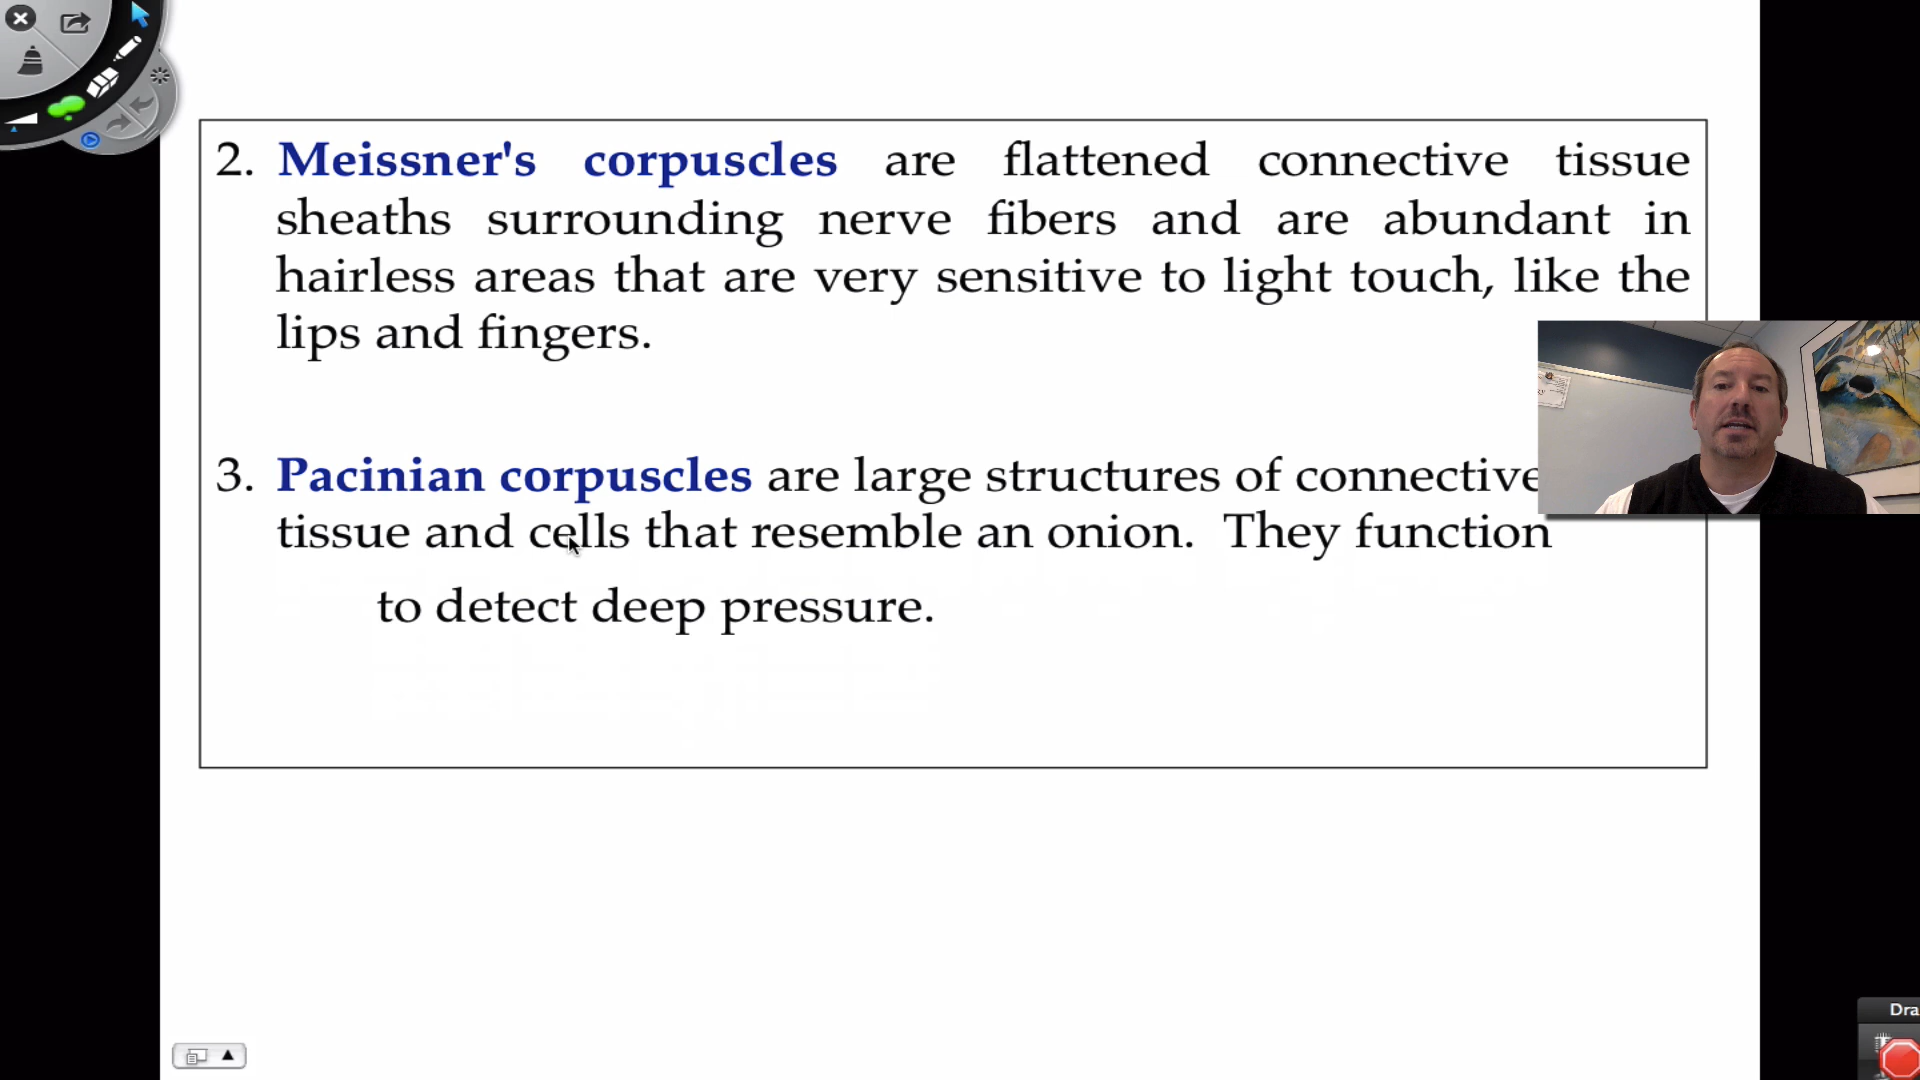 2. Meissner's corpuscles are flattened connective tissue
sheaths surrounding nerve fibers and are abundant in
hairless areas that are very sensitive to light touch, like the
lips and fingers.
3. Pacinian corpuscles are large structures of connective
tissue and cells that resemble an onion. They function
to detect deep pressure.
Dra